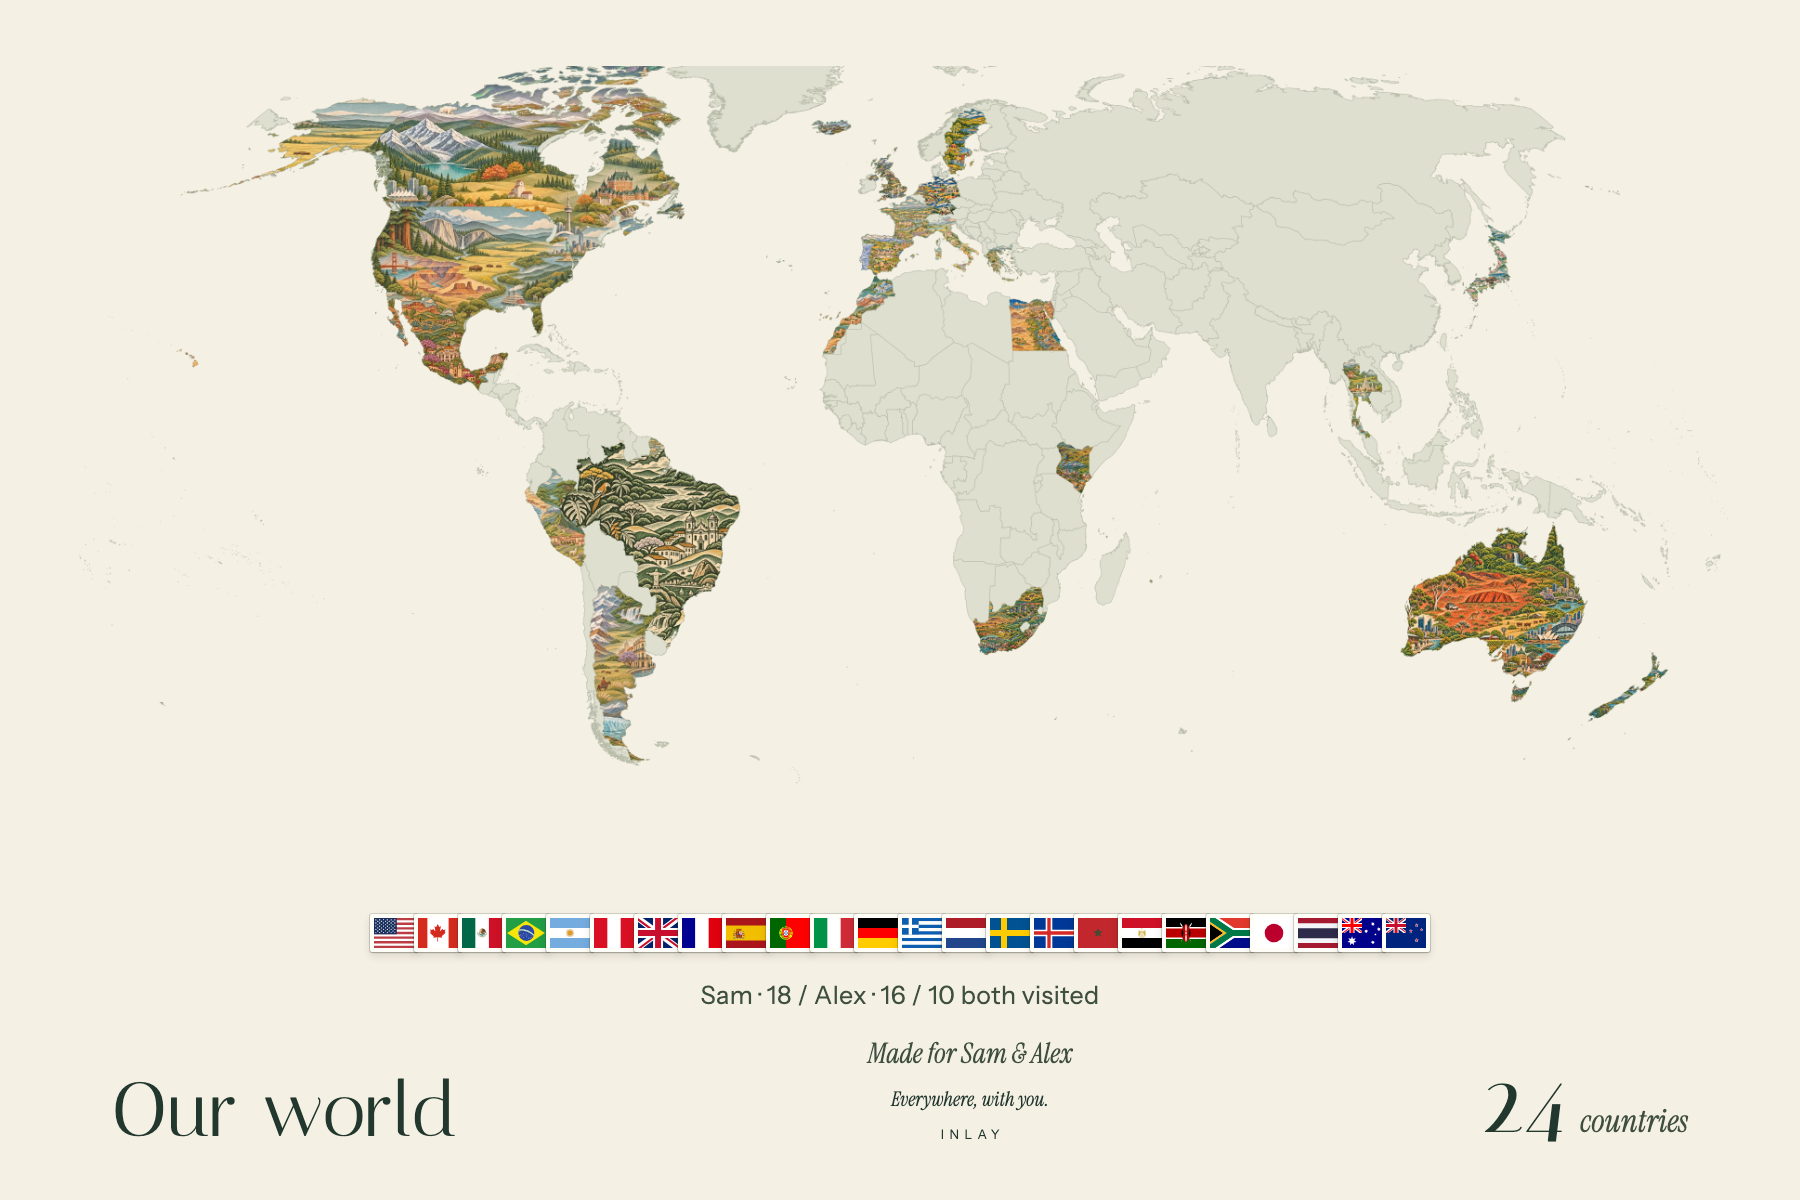 Sam · 18 / Alex · 16 / 10 both visited
Made for Sam & Alex
Everywhere, with you.
INLAY
Our world
24 countries